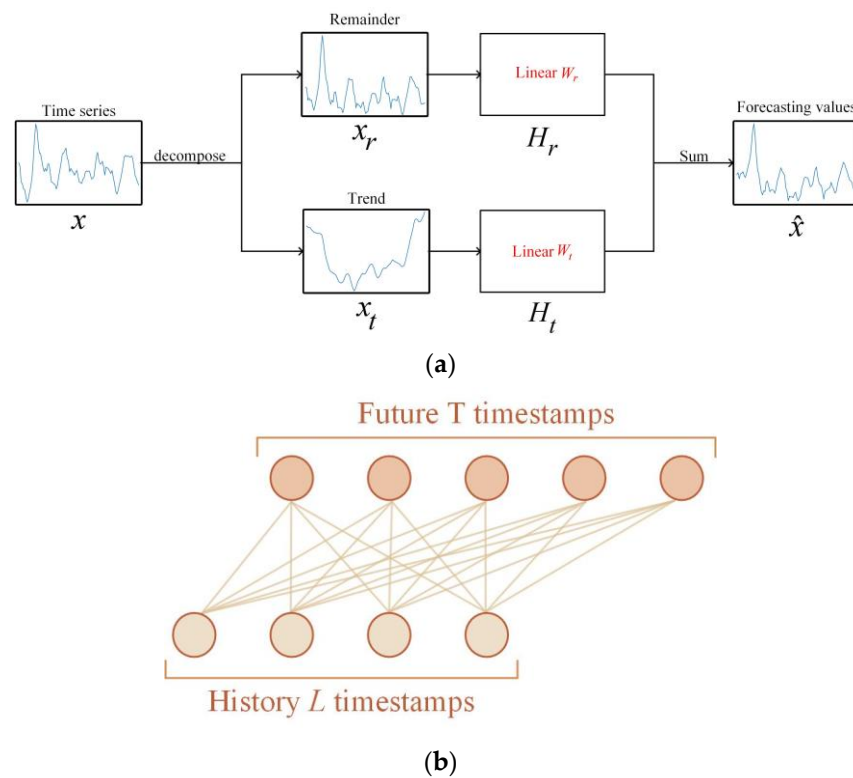 Remainder
Linear W_r
x_r
H_r
Time series
decompose
x
Sum
Forecasting values
x̂
Trend
Linear W_t
x_t
H_t
(a)
Future T timestamps
History L timestamps
(b)